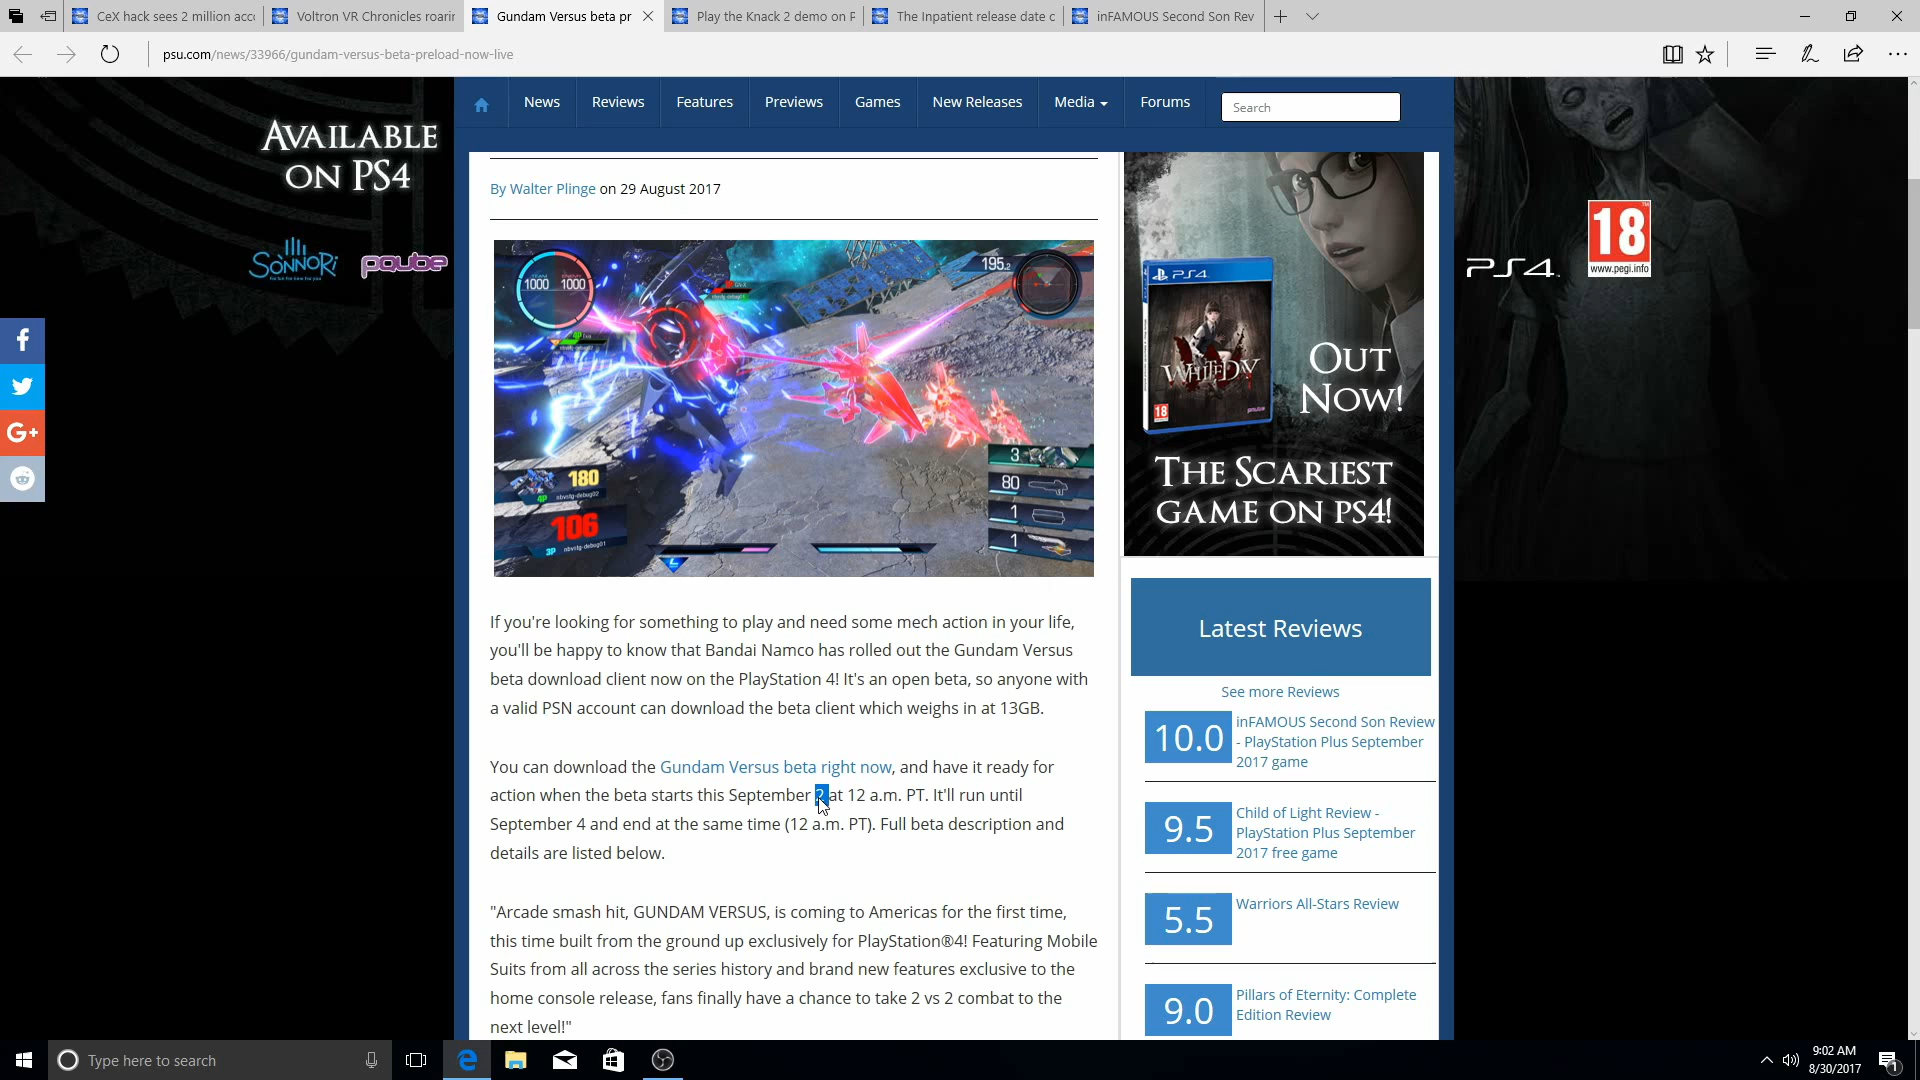 CeX hack sees 2 million acc
Voltron VR Chronicles roarin
Gundam Versus beta pr
Play the Knack 2 demo on P
The Inpatient release date c
inFAMOUS Second Son Rev
psu.com/news/33966/gundam-versus-beta-preload-now-live
News
Reviews
Features
Previews
Games
New Releases
Media
Forums
Search
AVAILABLE
ON PS4
SONNORI
PQUBE
f
G+
By Walter Plinge on 29 August 2017
1000 1000
195.2
180
4P
106
3P
3
80
1
1
PS4
WHITEDAY
18
OUT
NOW!
THE SCARIEST
GAME ON PS4!
PS4
18
www.pegi.info
If you're looking for something to play and need some mech action in your life,
you'll be happy to know that Bandai Namco has rolled out the Gundam Versus
beta download client now on the PlayStation 4! It's an open beta, so anyone with
a valid PSN account can download the beta client which weighs in at 13GB.
You can download the Gundam Versus beta right now, and have it ready for
action when the beta starts this September 2 at 12 a.m. PT. It'll run until
September 4 and end at the same time (12 a.m. PT). Full beta description and
details are listed below.
"Arcade smash hit, GUNDAM VERSUS, is coming to Americas for the first time,
this time built from the ground up exclusively for PlayStation®4! Featuring Mobile
Suits from all across the series history and brand new features exclusive to the
home console release, fans finally have a chance to take 2 vs 2 combat to the
next level!"
Latest Reviews
See more Reviews
10.0
inFAMOUS Second Son Review
- PlayStation Plus September
2017 game
9.5
Child of Light Review -
PlayStation Plus September
2017 free game
5.5
Warriors All-Stars Review
9.0
Pillars of Eternity: Complete
Edition Review
Type here to search
9:02 AM
8/30/2017
1